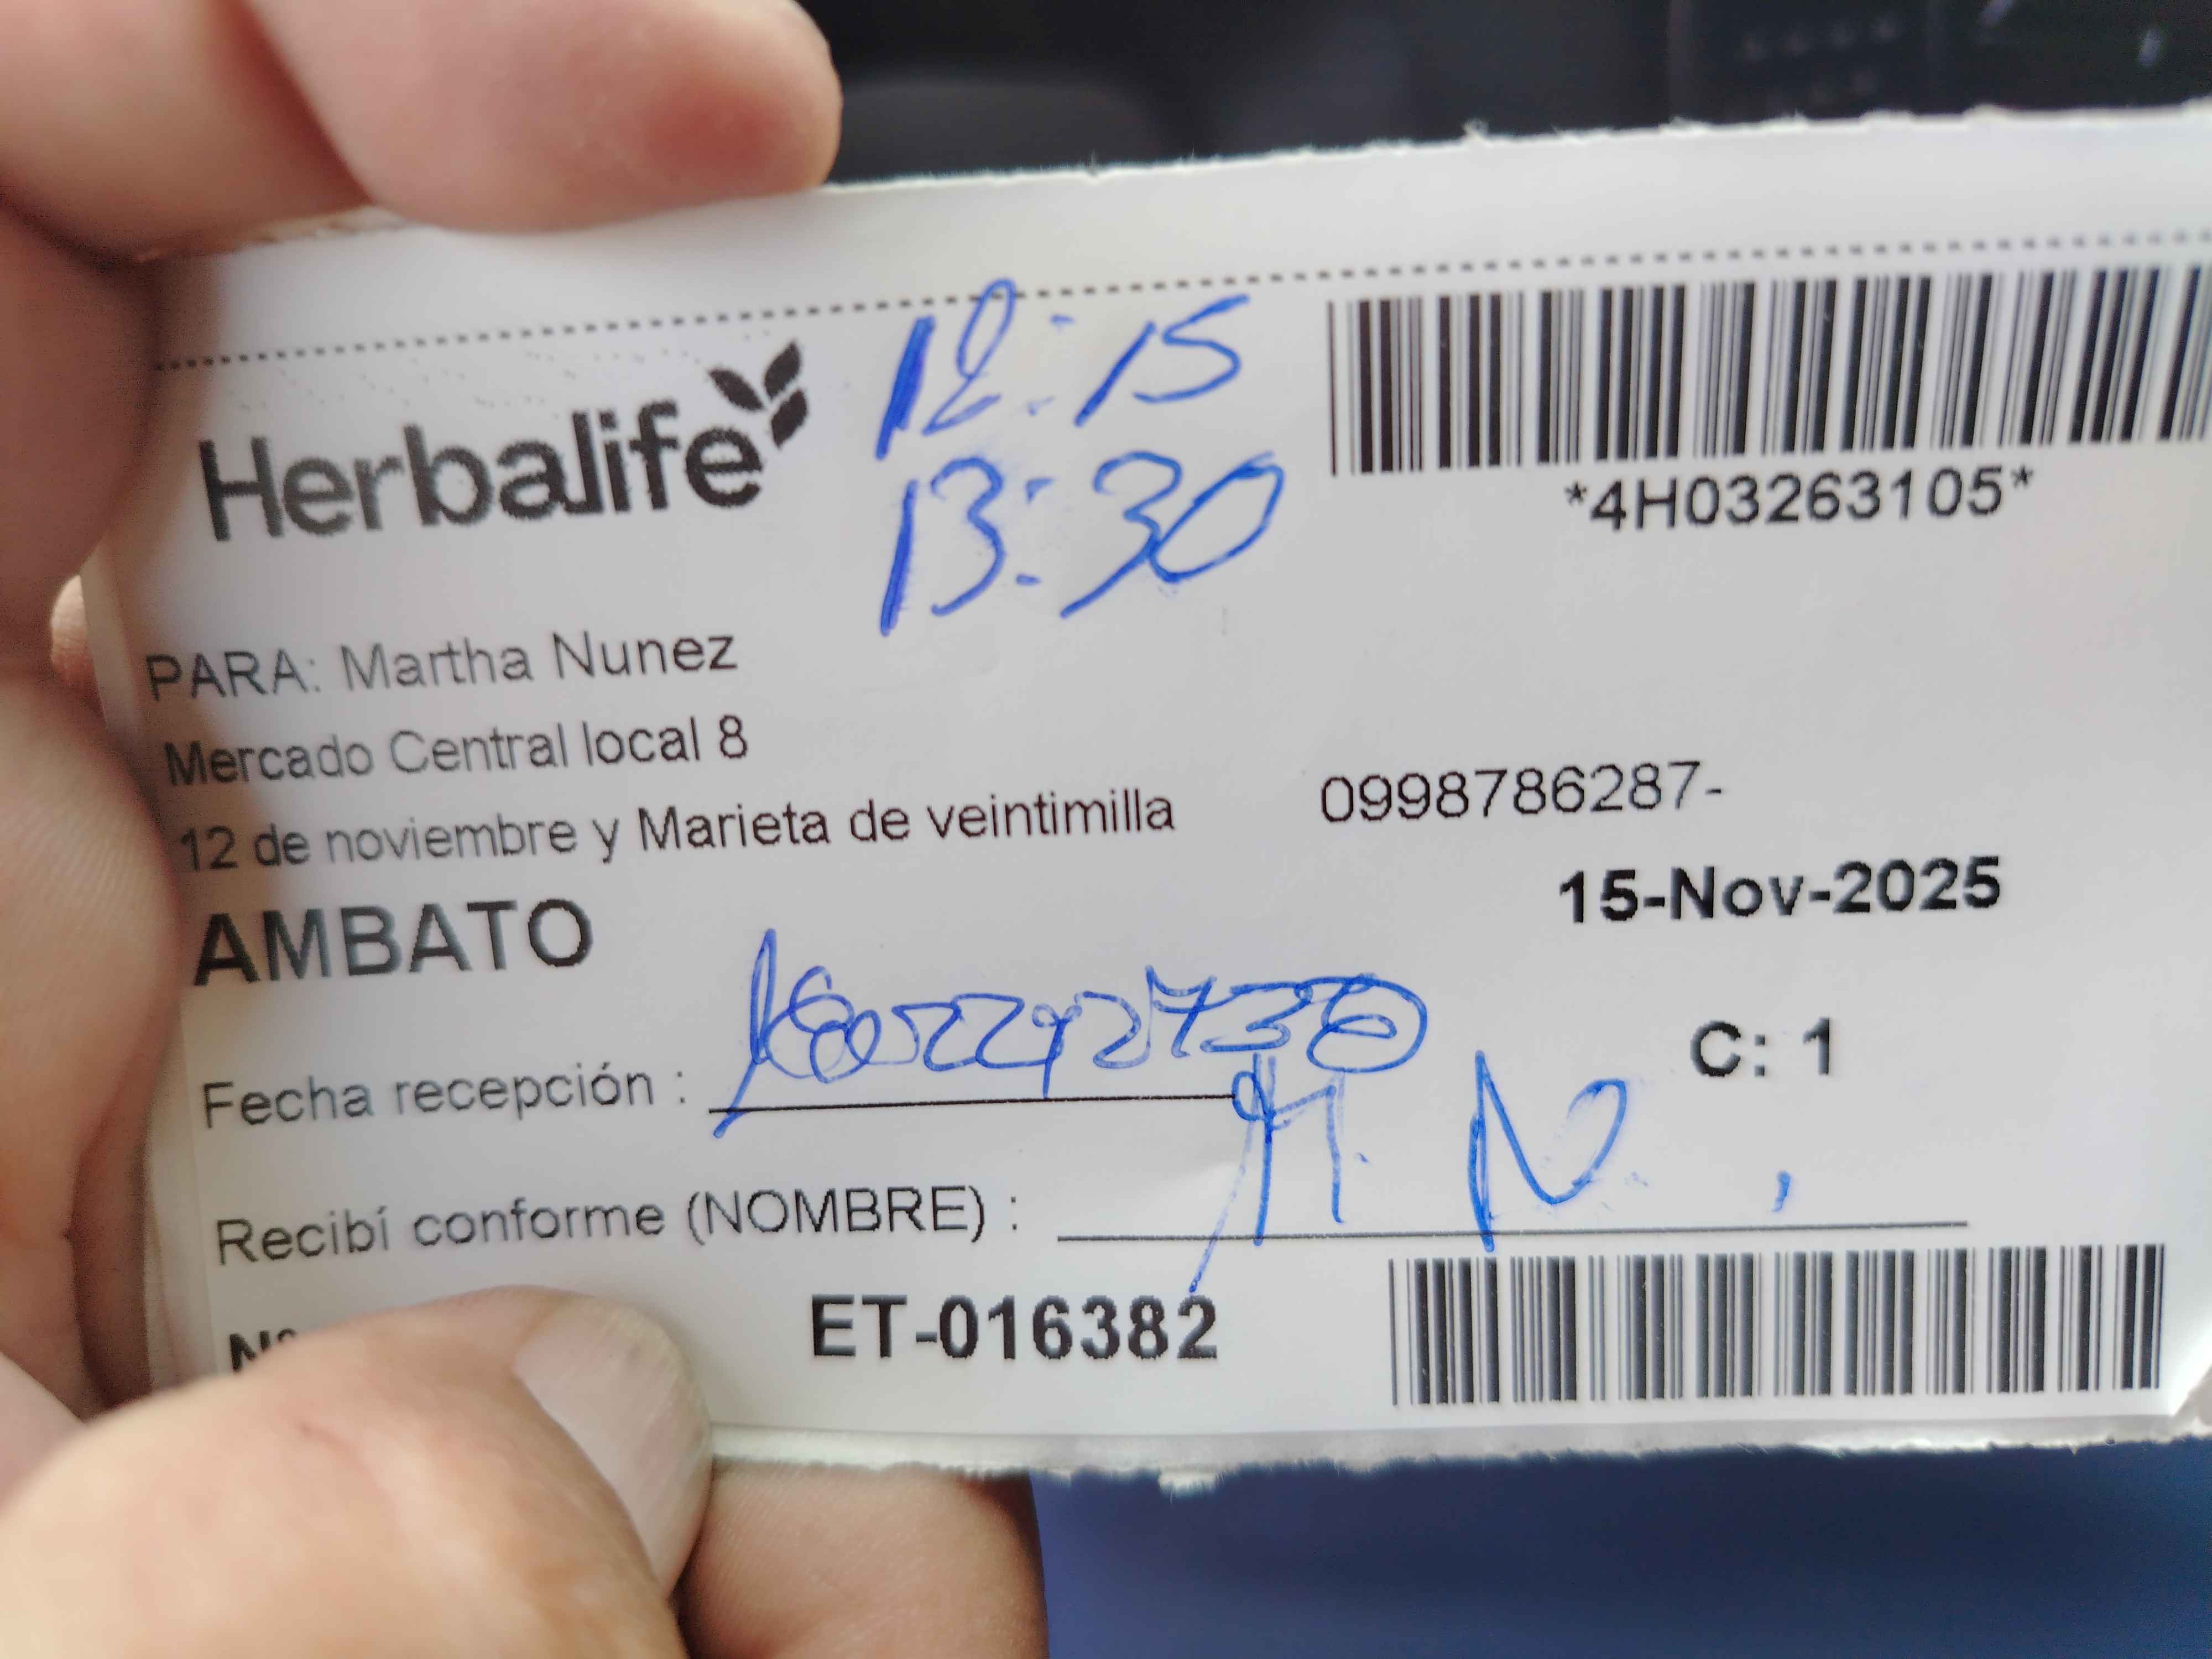 Herbalife
12:15
13:30
*4H03263105*
PARA: Martha Nunez
Mercado Central local 8
12 de noviembre y Marieta de veintimilla
0998786287-
15-Nov-2025
AMBATO
C: 1
Fecha recepción :
Recibí conforme (NOMBRE) : M. N.
Nº
ET-016382